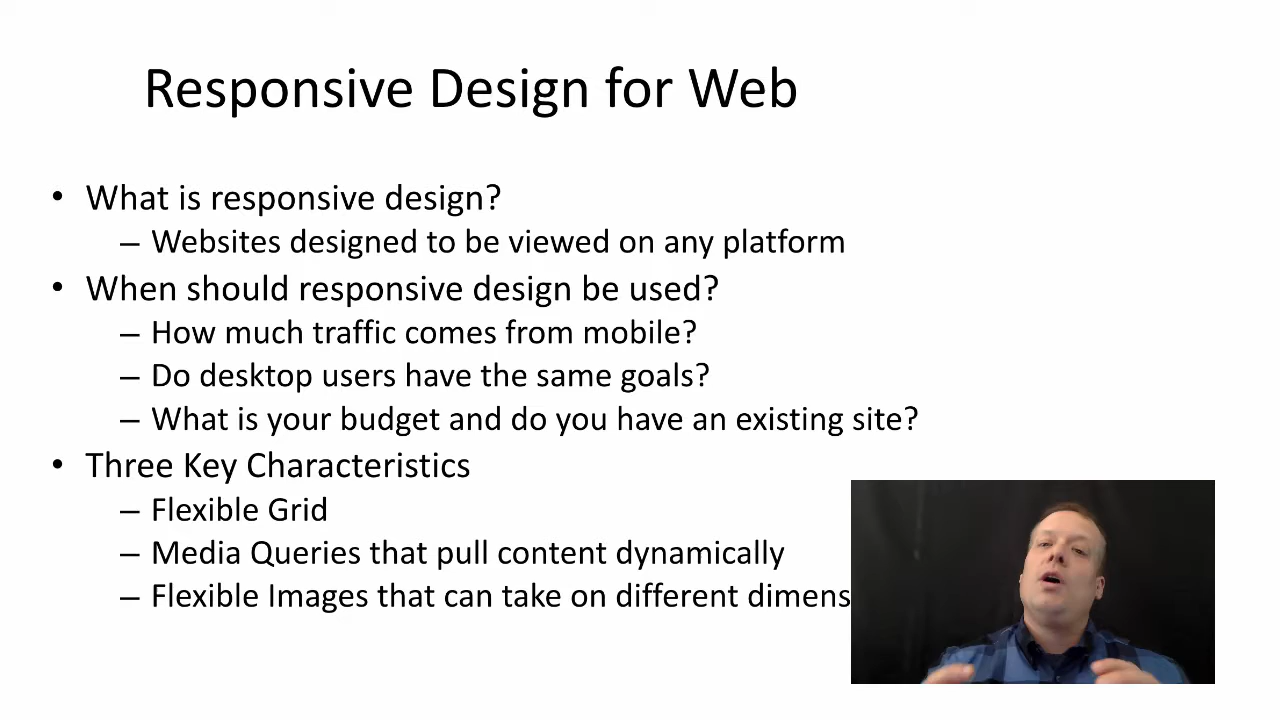 Responsive Design for Web
• What is responsive design?
– Websites designed to be viewed on any platform
• When should responsive design be used?
– How much traffic comes from mobile?
– Do desktop users have the same goals?
– What is your budget and do you have an existing site?
• Three Key Characteristics
– Flexible Grid
– Media Queries that pull content dynamically
– Flexible Images that can take on different dimens